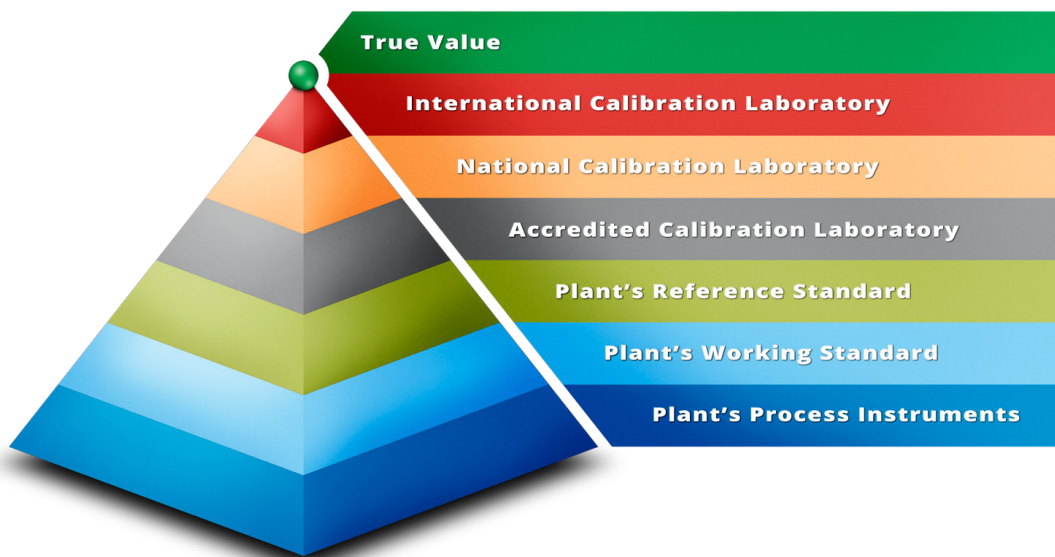 True Value
International Calibration Laboratory
National Calibration Laboratory
Accredited Calibration Laboratory
Plant's Reference Standard
Plant's Working Standard
Plant's Process Instruments